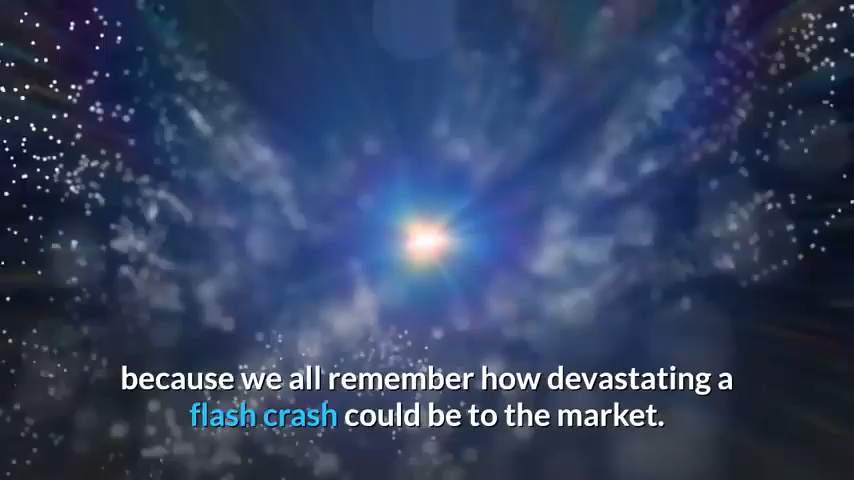 because we all remember how devastating a
flash crash could be to the market.